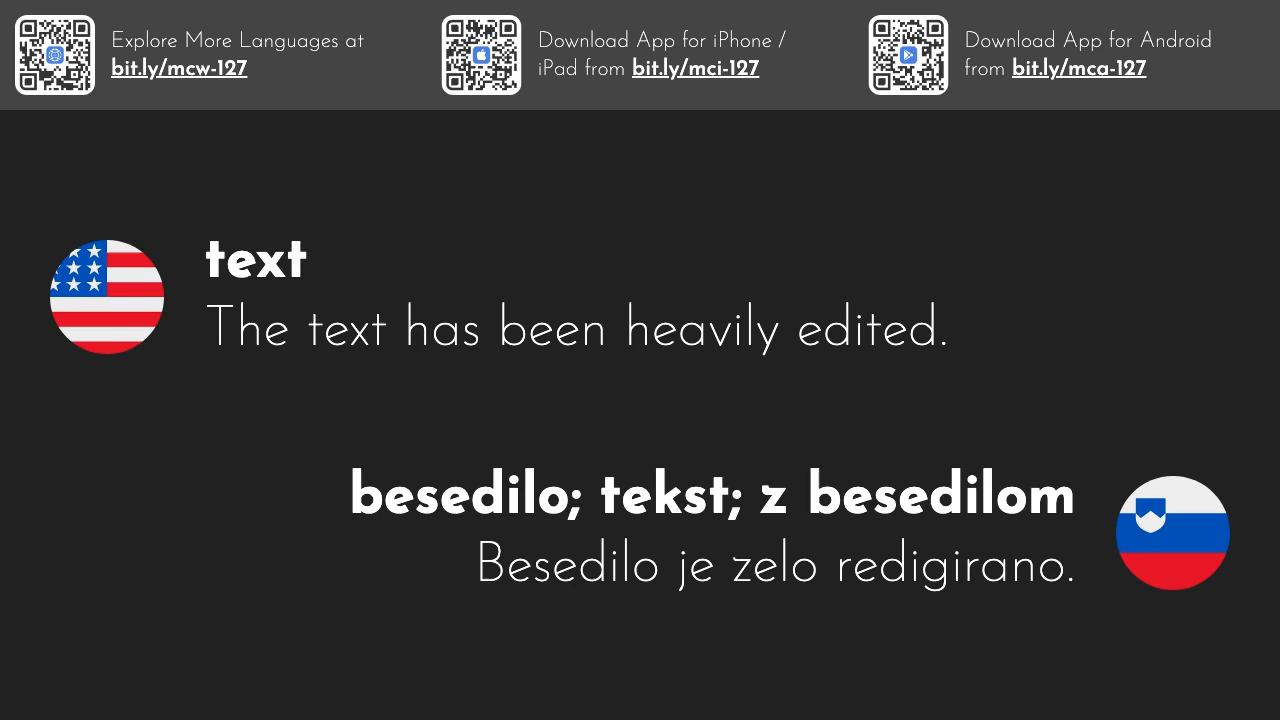 Explore More Languages at
bit.ly/mcw-127
Download App for iPhone /
iPad from bit.ly/mci-127
Download App for Android
from bit.ly/mca-127
text
The text has been heavily edited.
besedilo; tekst; z besedilom
Besedilo je zelo redigirano.